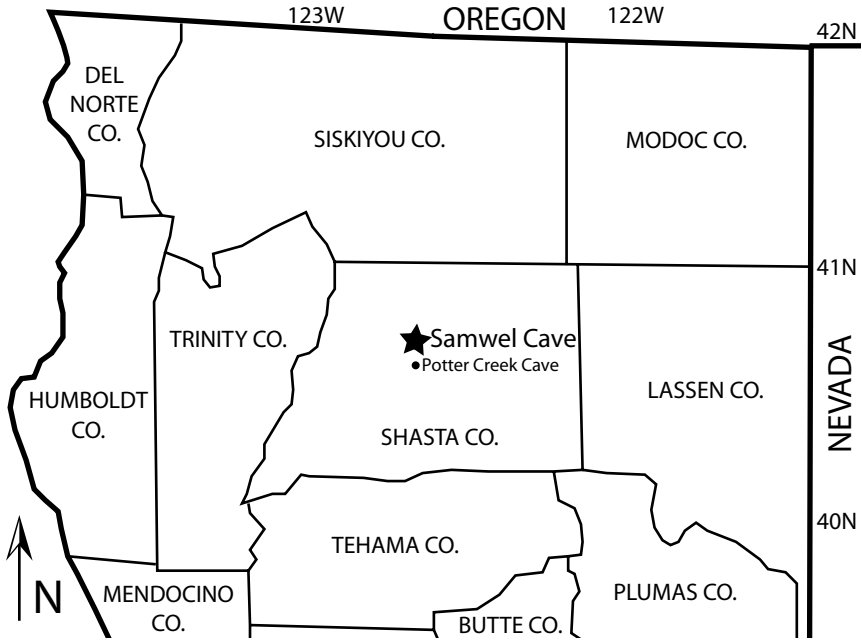 123W
OREGON
122W
42N
DEL
NORTE
CO.
SISKIYOU CO.
MODOC CO.
41N
TRINITY CO.
Samwel Cave
Potter Creek Cave
NEVADA
HUMBOLDT
CO.
LASSEN CO.
SHASTA CO.
40N
TEHAMA CO.
N
MENDOCINO
CO.
PLUMAS CO.
BUTTE CO.